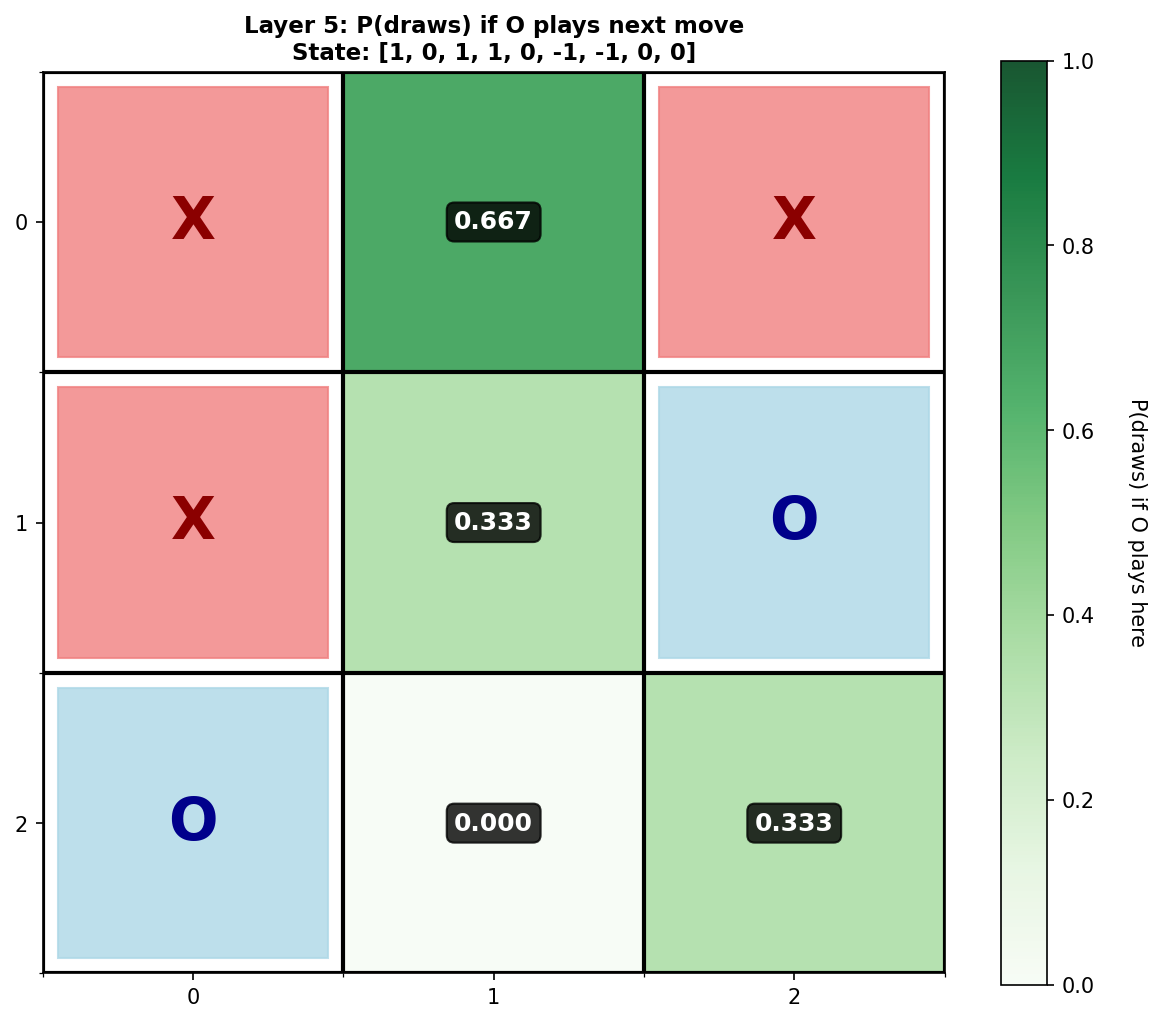 Layer 5: P(draws) if O plays next move
State: [1, 0, 1, 1, 0, -1, -1, 0, 0]
X
0.667
X
X
0.333
O
O
0.000
0.333
0
1
2
0
1
2
1.0
0.8
0.6
0.4
0.2
0.0
P(draws) if O plays here